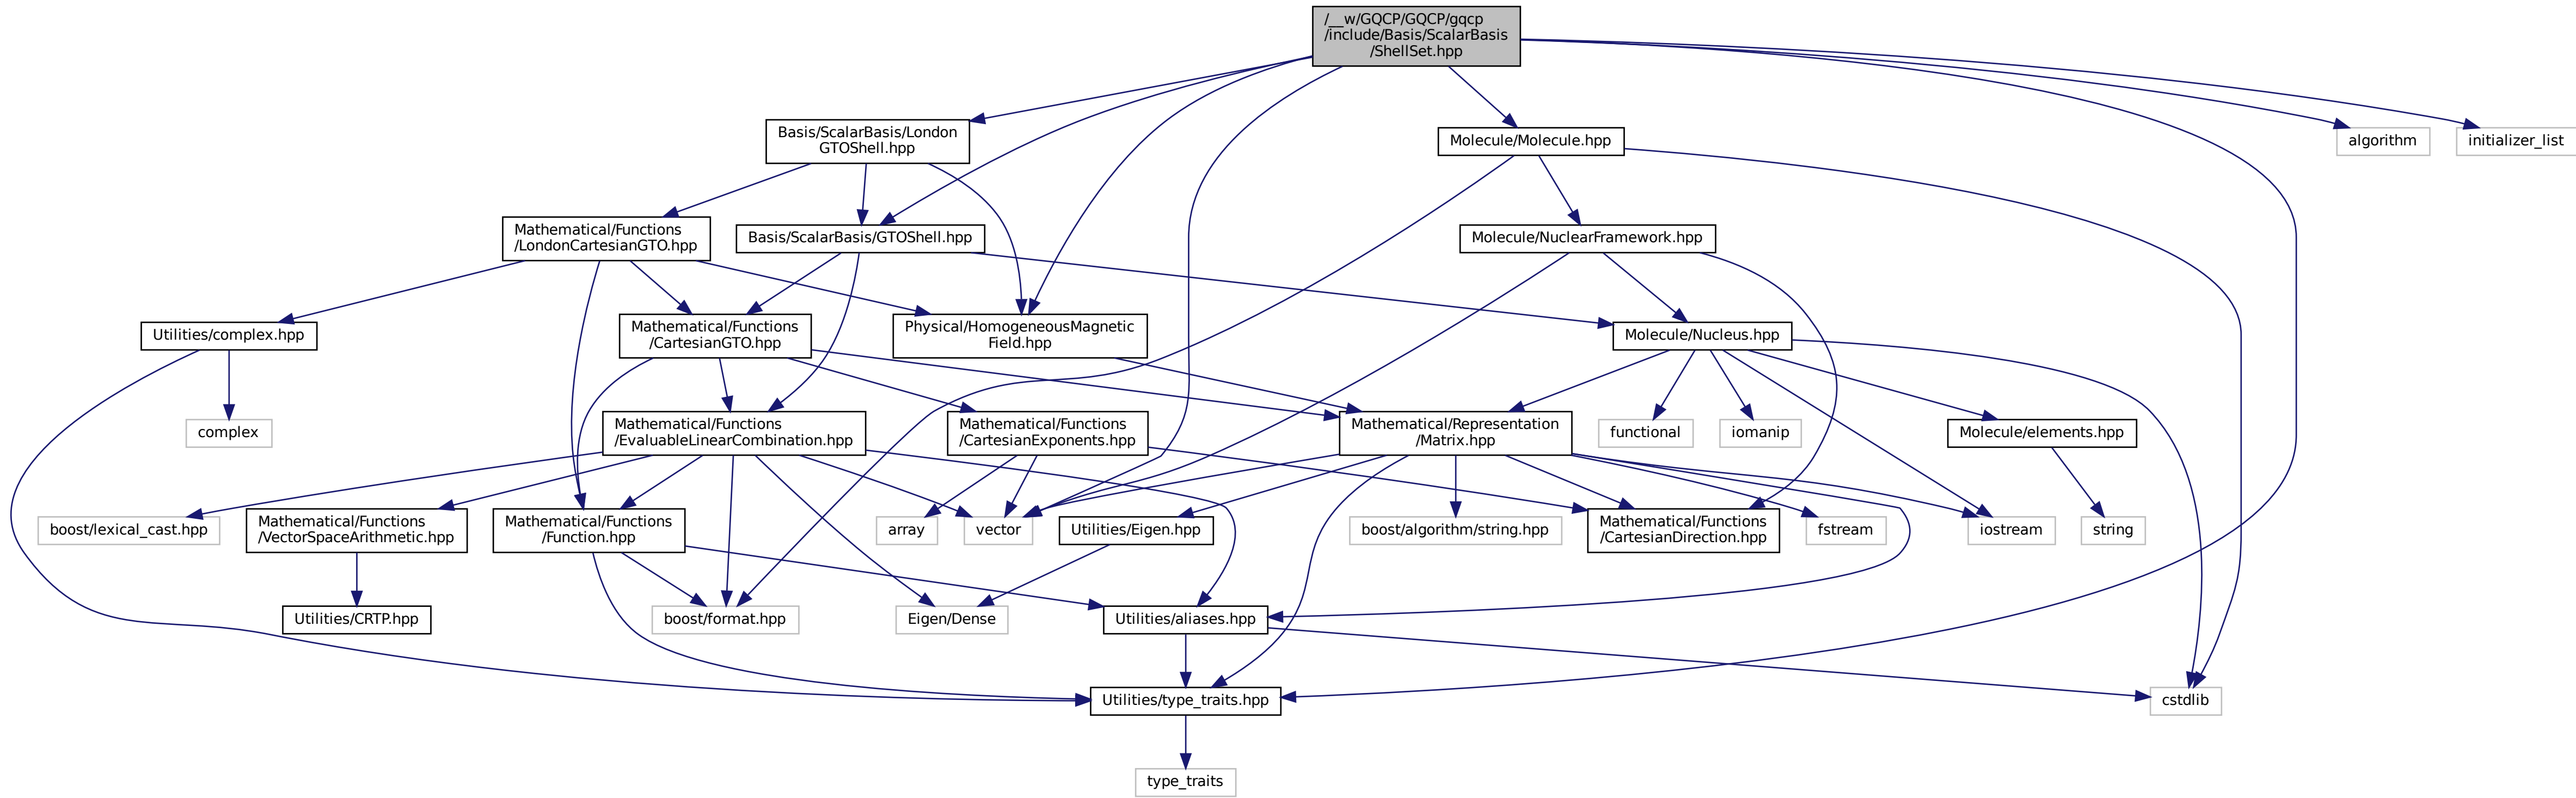 /__w/GQCP/GQCP/gqcp
/include/Basis/ScalarBasis
/ShellSet.hpp
Basis/ScalarBasis/London
GTOShell.hpp
Molecule/Molecule.hpp
algorithm
initializer_list
Mathematical/Functions
/LondonCartesianGTO.hpp
Basis/ScalarBasis/GTOShell.hpp
Molecule/NuclearFramework.hpp
Utilities/complex.hpp
Mathematical/Functions
/CartesianGTO.hpp
Physical/HomogeneousMagnetic
Field.hpp
Molecule/Nucleus.hpp
complex
Mathematical/Functions
/EvaluableLinearCombination.hpp
Mathematical/Functions
/CartesianExponents.hpp
Mathematical/Representation
/Matrix.hpp
functional
iomanip
Molecule/elements.hpp
boost/lexical_cast.hpp
Mathematical/Functions
/VectorSpaceArithmetic.hpp
Mathematical/Functions
/Function.hpp
array
vector
Utilities/Eigen.hpp
boost/algorithm/string.hpp
Mathematical/Functions
/CartesianDirection.hpp
fstream
iostream
string
Utilities/CRTP.hpp
boost/format.hpp
Eigen/Dense
Utilities/aliases.hpp
Utilities/type_traits.hpp
cstdlib
type_traits